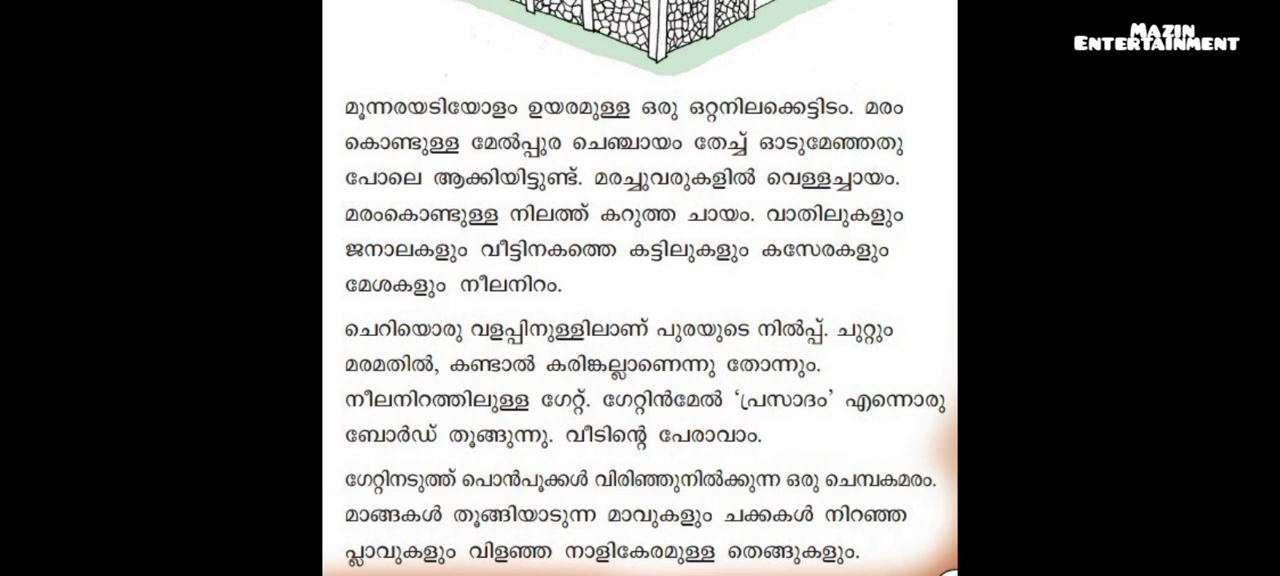 MAZIN
ENTERTAINMENT
മൂന്നരയടിയോളം ഉയരമുള്ള ഒരു ഒറ്റനിലക്കെട്ടിടം. മരം
കൊണ്ടുള്ള മേൽപ്പുര ചെഞ്ചായം തേച്ച് ഓടുമേഞ്ഞതു
പോലെ ആക്കിയിട്ടുണ്ട്. മരച്ചുവരുകളിൽ വെള്ളച്ചായം.
മരംകൊണ്ടുള്ള നിലത്ത് കറുത്ത ചായം. വാതിലുകളും
ജനാലകളും വീട്ടിനകത്തെ കട്ടിലുകളും കസേരകളും
മേശകളും നീലനിറം.
ചെറിയൊരു വളപ്പിനുള്ളിലാണ് പുരയുടെ നിൽപ്പ്. ചുറ്റും
മരമതിൽ, കണ്ടാൽ കരിങ്കല്ലാണെന്നു തോന്നും.
നീലനിറത്തിലുള്ള ഗേറ്റ്. ഗേറ്റിൻമേൽ ‘പ്രസാദം’ എന്നൊരു
ബോർഡ് തൂങ്ങുന്നു. വീടിന്റെ പേരാവാം.
ഗേറ്റിനടുത്ത് പൊൻപൂക്കൾ വിരിഞ്ഞുനിൽക്കുന്ന ഒരു ചെമ്പകമരം.
മാങ്ങകൾ തൂങ്ങിയാടുന്ന മാവുകളും ചക്കകൾ നിറഞ്ഞ
പ്ലാവുകളും വിളഞ്ഞ നാളികേരമുള്ള തെങ്ങുകളും.